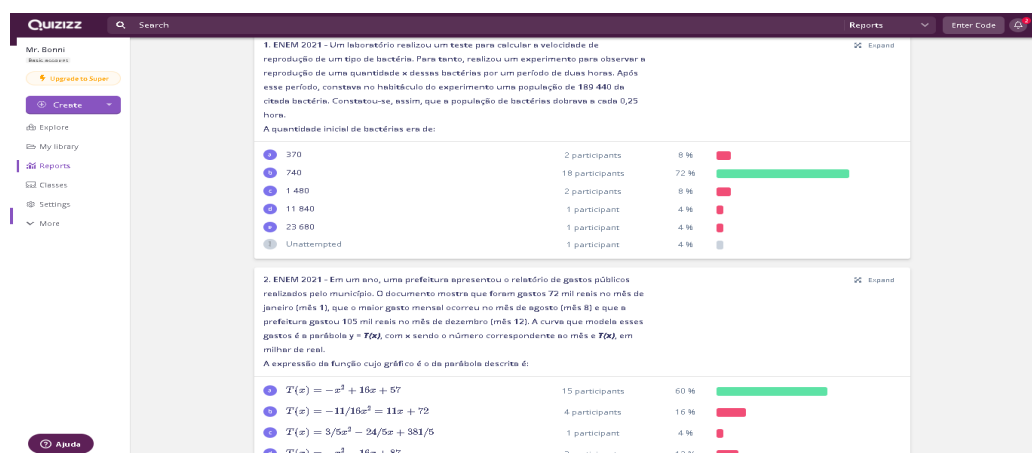 QUIZIZZ
Search
Reports
Enter Code
Mr. Bonni
Basic account
Upgrade to Super
Create
Explore
My library
Reports
Classes
Settings
More
Ajuda
1. ENEM 2021 - Um laboratório realizou um teste para calcular a velocidade de
reprodução de um tipo de bactéria. Para tanto, realizou um experimento para observar a
reprodução de uma quantidade x dessas bactérias por um período de duas horas. Após
esse período, constava no habitáculo do experimento uma população de 189 440 da
citada bactéria. Constatou-se, assim, que a população de bactérias dobrava a cada 0,25
hora.
A quantidade inicial de bactérias era de:
Expand
a 370 2 participants 8 %
b 740 18 participants 72 %
c 1 480 2 participants 8 %
d 11 840 1 participant 4 %
e 23 680 1 participant 4 %
Unattempted 1 participant 4 %
2. ENEM 2021 - Em um ano, uma prefeitura apresentou o relatório de gastos públicos
realizados pelo município. O documento mostra que foram gastos 72 mil reais no mês de
janeiro (mês 1), que o maior gasto mensal ocorreu no mês de agosto (mês 8) e que a
prefeitura gastou 105 mil reais no mês de dezembro (mês 12). A curva que modela esses
gastos é a parábola y = T(x), com x sendo o número correspondente ao mês e T(x), em
milhar de real.
A expressão da função cujo gráfico é o da parábola descrita é:
Expand
a T(x) = −x² + 16x + 57 15 participants 60 %
b T(x) = −11/16x² = 11x + 72 4 participants 16 %
c T(x) = 3/5x² − 24/5x + 381/5 1 participant 4 %